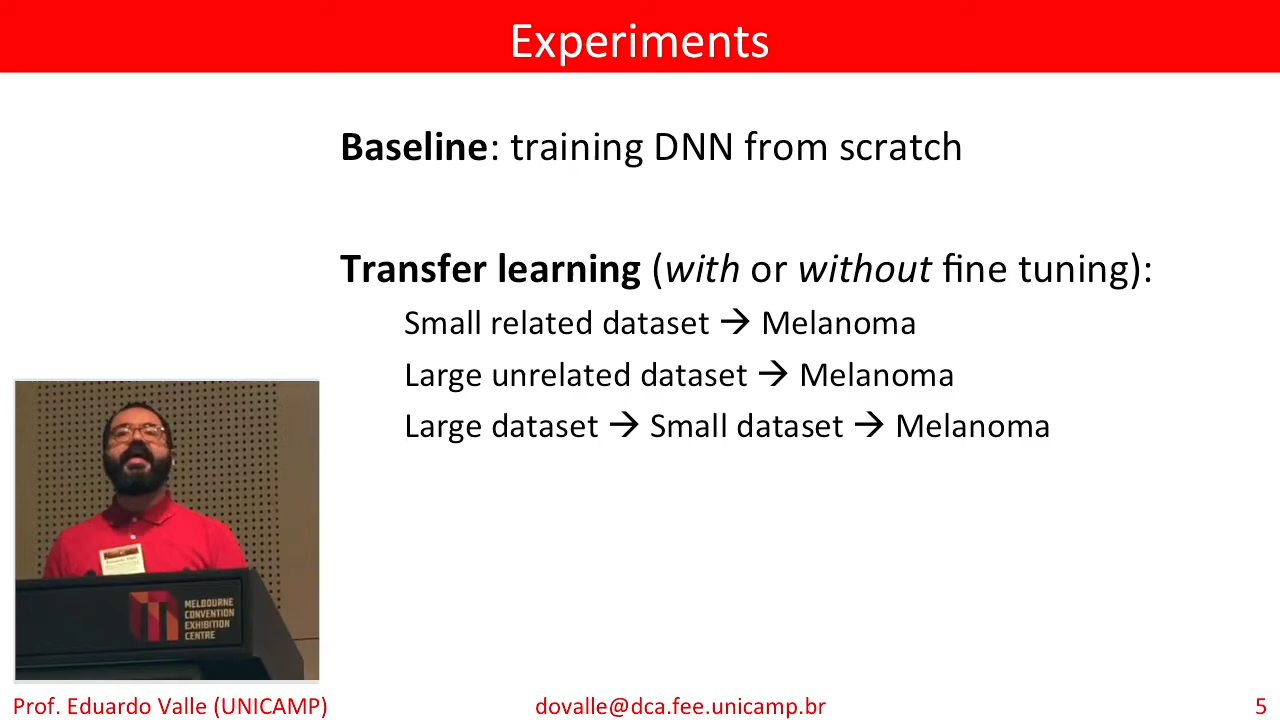 Experiments
Baseline: training DNN from scratch
Transfer learning (with or without fine tuning):
Small related dataset → Melanoma
Large unrelated dataset → Melanoma
Large dataset → Small dataset → Melanoma
MELBOURNE
CONVENTION
EXHIBITION
CENTRE
Prof. Eduardo Valle (UNICAMP) dovalle@dca.fee.unicamp.br 5